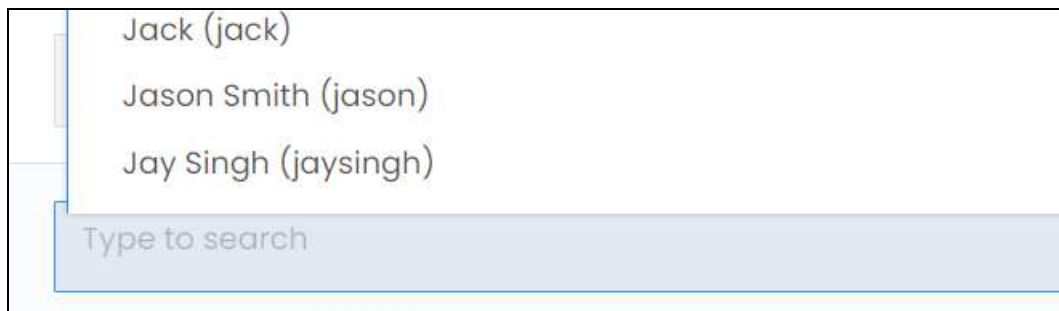 Jack (jack)
Jason Smith (jason)
Jay Singh (jaysingh)
Type to search